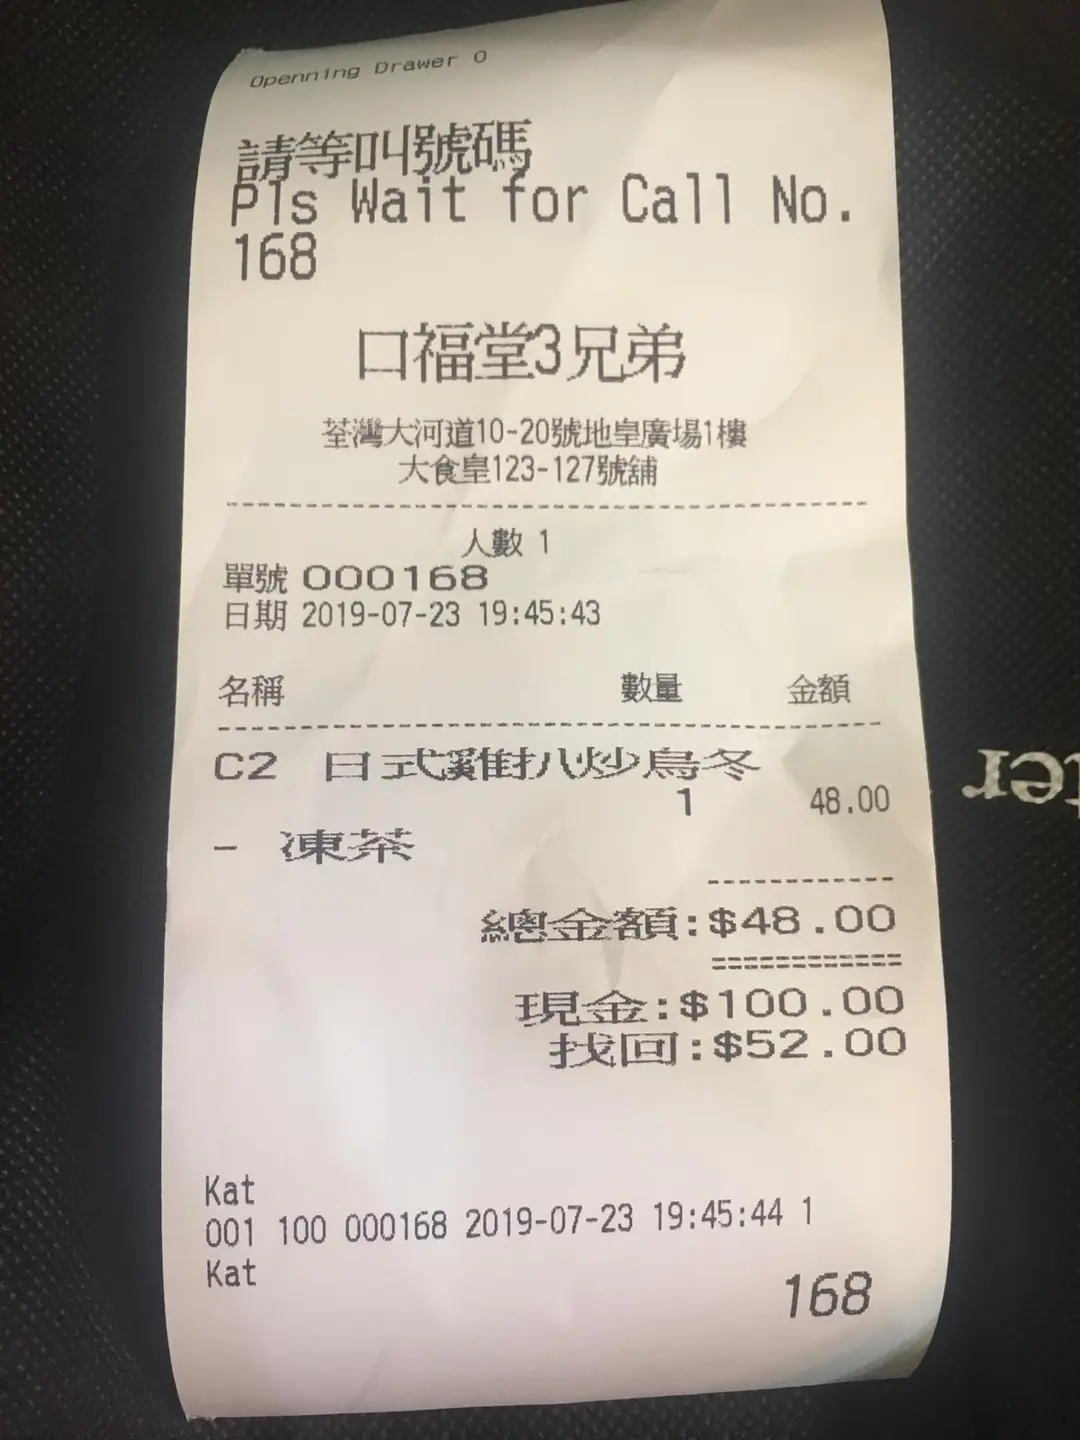 Openning Drawer 0
請等叫號碼
Pls Wait for Call No.
168
口福堂3兄弟
荃灣大河道10-20號地皇廣場1樓
大食皇123-127號舖
人數 1
單號 000168
日期 2019-07-23 19:45:43
名稱 數量 金額
C2 日式雞扒炒烏冬
1 48.00
- 凍茶
總金額:$48.00
現金:$100.00
找回:$52.00
Kat
001 100 000168 2019-07-23 19:45:44 1
Kat
168